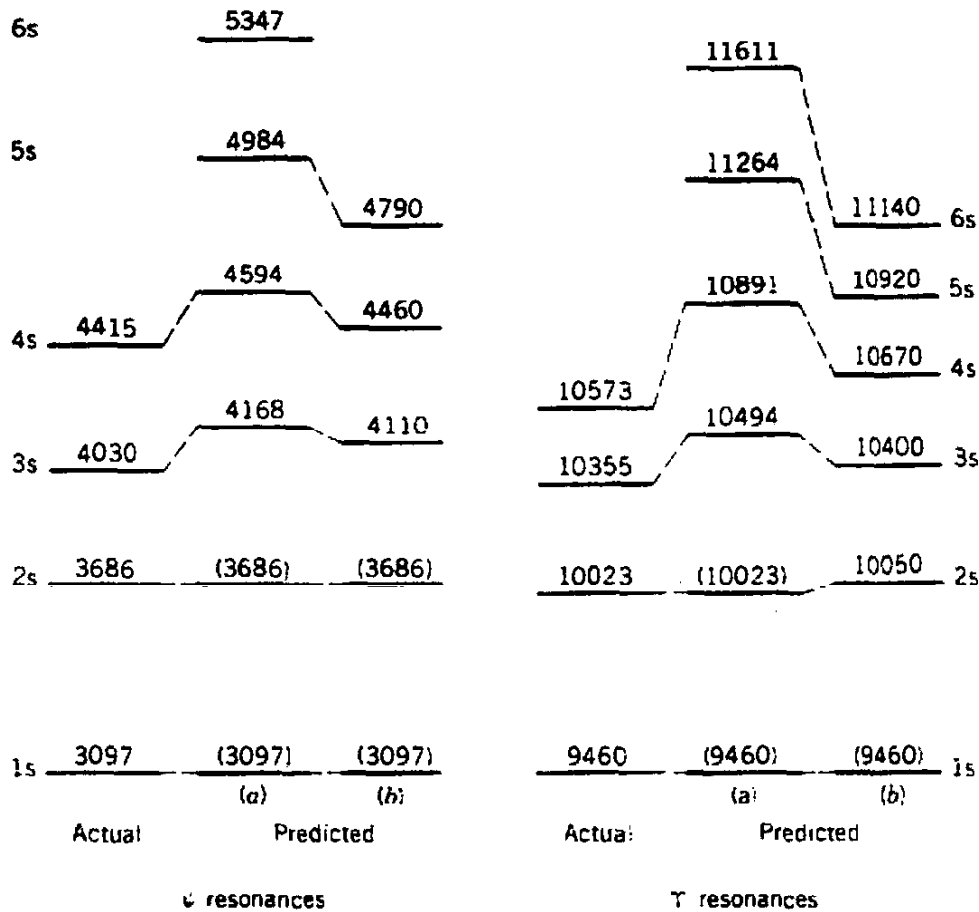 6s 5347
11611
5s 4984
11264
4790
11140 6s
4594
10891
10920 5s
4s 4415
4460
10670 4s
10573
4168
10494
3s 4030
4110
10355
10400 3s
2s 3686 (3686) (3686)
10023 (10023) 10050 2s
1s 3097 (3097) (3097)
9460 (9460) (9460) 1s
(a) (b)
(a) (b)
Actual Predicted
Actual Predicted
ψ resonances
ϒ resonances